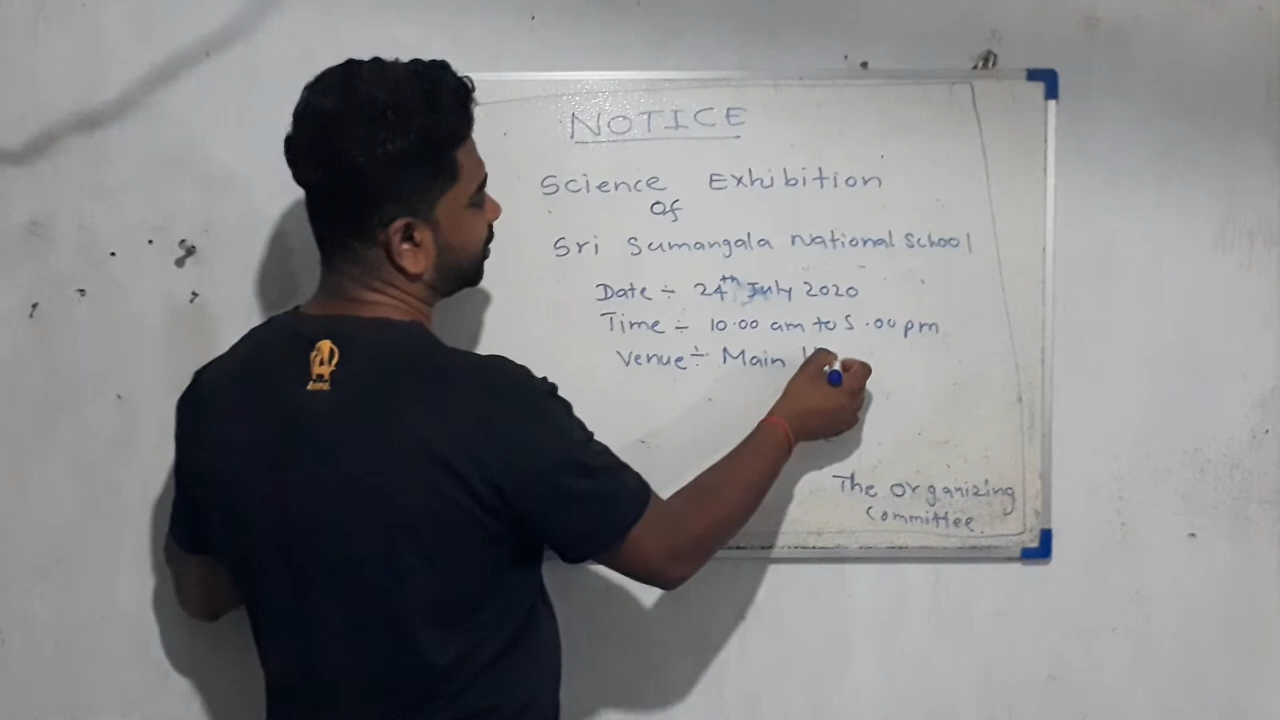 NOTICE
Science Exhibition
Of
Sri Sumangala National School
Date ÷ 24th July 2020
Time ÷ 10.00 am to 5.00 pm
Venue ÷ Main
The organizing
Committee.